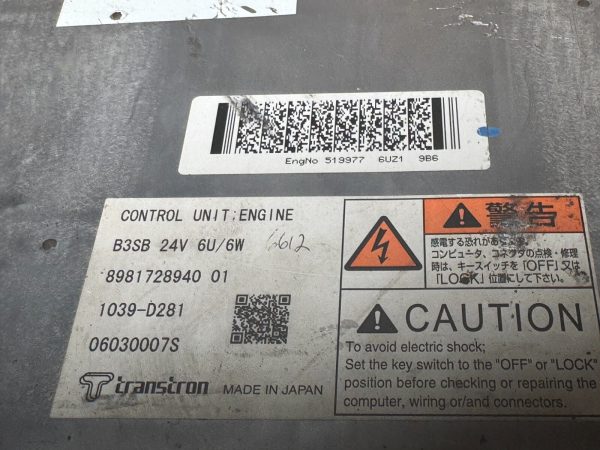 EngNo 519977 6UZ1 9B6
CONTROL UNIT;ENGINE
B3SB 24V 6U/6W 6612
8981728940 01
1039-D281
06030007S
transtron MADE IN JAPAN
警告
感電する恐れがあります。
コンピュータ、コネクタの点検・修理
時は、キースイッチを「OFF」又は
「LOCK」位置にして下さい。
CAUTION
To avoid electric shock;
Set the key switch to the "OFF" or "LOCK"
position before checking or repairing the
computer, wiring or/and connectors.